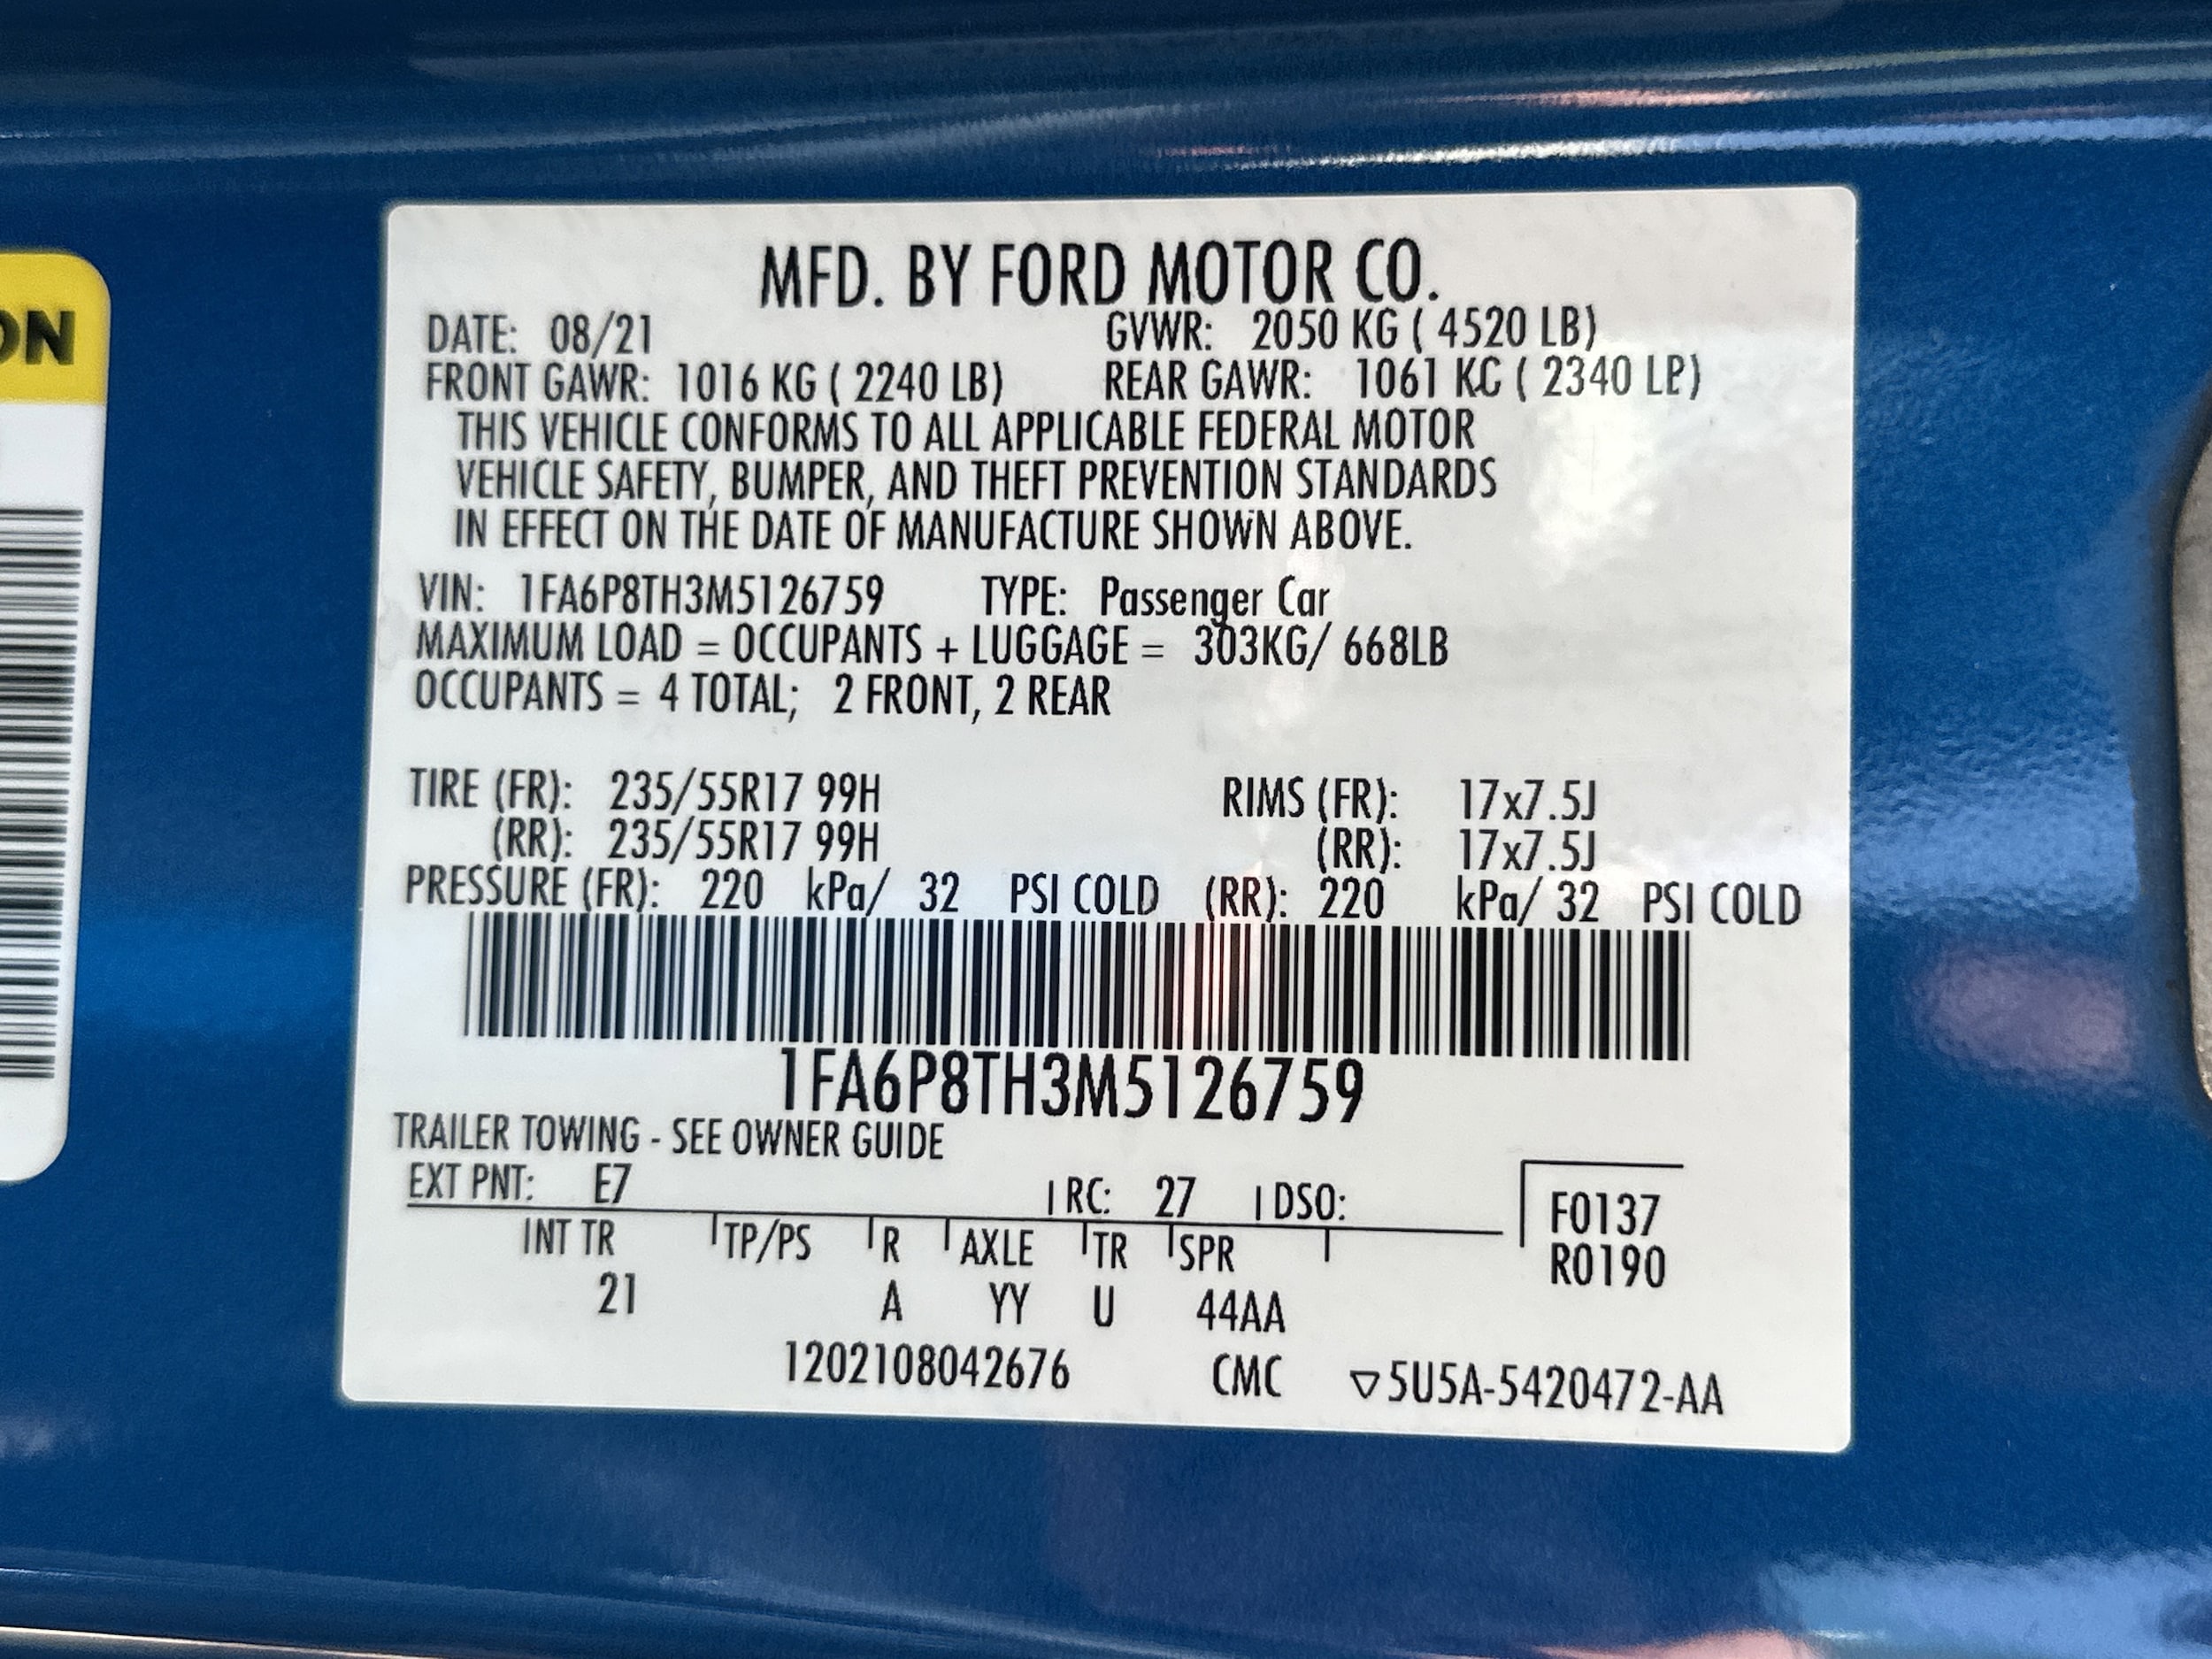 ON
MFD. BY FORD MOTOR CO.
DATE: 08/21 GVWR: 2050 KG ( 4520 LB)
FRONT GAWR: 1016 KG ( 2240 LB) REAR GAWR: 1061 KG ( 2340 LB)
THIS VEHICLE CONFORMS TO ALL APPLICABLE FEDERAL MOTOR
VEHICLE SAFETY, BUMPER, AND THEFT PREVENTION STANDARDS
IN EFFECT ON THE DATE OF MANUFACTURE SHOWN ABOVE.
VIN: 1FA6P8TH3M5126759 TYPE: Passenger Car
MAXIMUM LOAD = OCCUPANTS + LUGGAGE = 303KG/ 668LB
OCCUPANTS = 4 TOTAL; 2 FRONT, 2 REAR
TIRE (FR): 235/55R17 99H RIMS (FR): 17x7.5J
(RR): 235/55R17 99H (RR): 17x7.5J
PRESSURE (FR): 220 kPa/ 32 PSI COLD (RR): 220 kPa/ 32 PSI COLD
1FA6P8TH3M5126759
TRAILER TOWING - SEE OWNER GUIDE
EXT PNT: E7 RC: 27 DSO: F0137
INT TR TP/PS R AXLE TR SPR R0190
21 A YY U 44AA
1202108042676 CMC ▽5U5A-5420472-AA